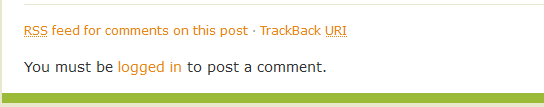 RSS feed for comments on this post · TrackBack URI
You must be logged in to post a comment.